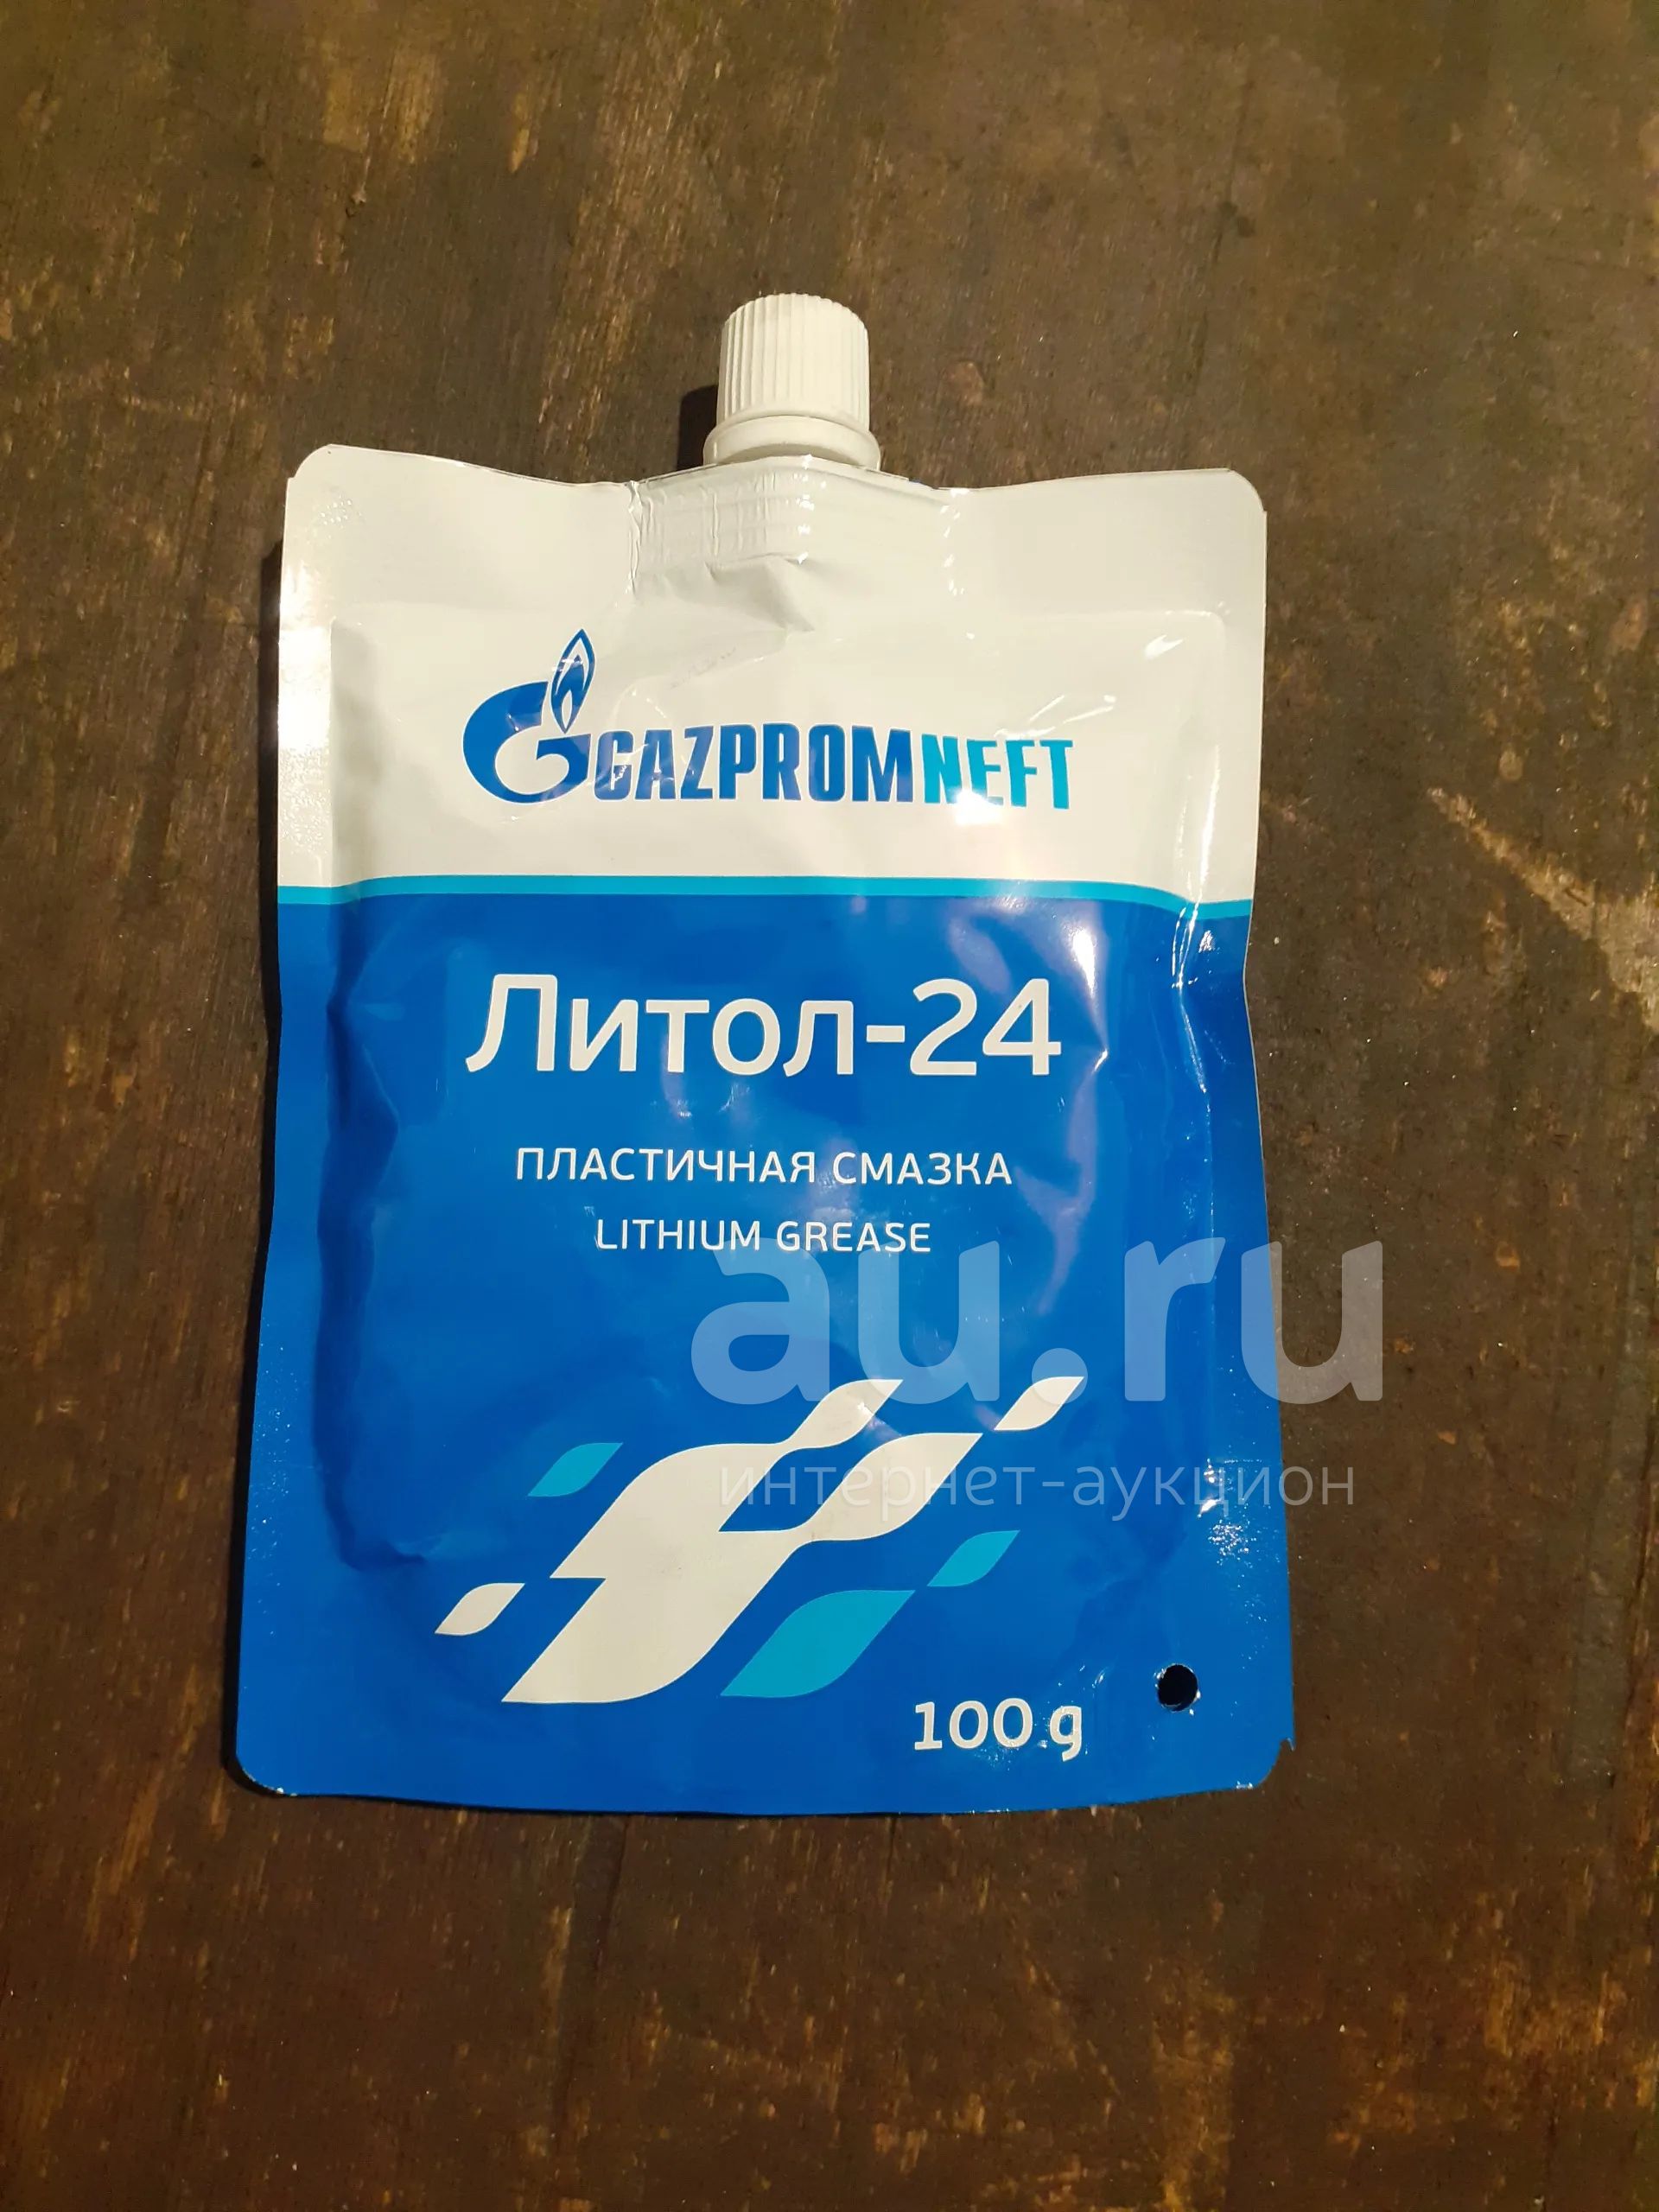 GAZPROMNEFT
Литол-24
ПЛАСТИЧНАЯ СМАЗКА
LITHIUM GREASE
au.ru
интернет-аукцион
100 g